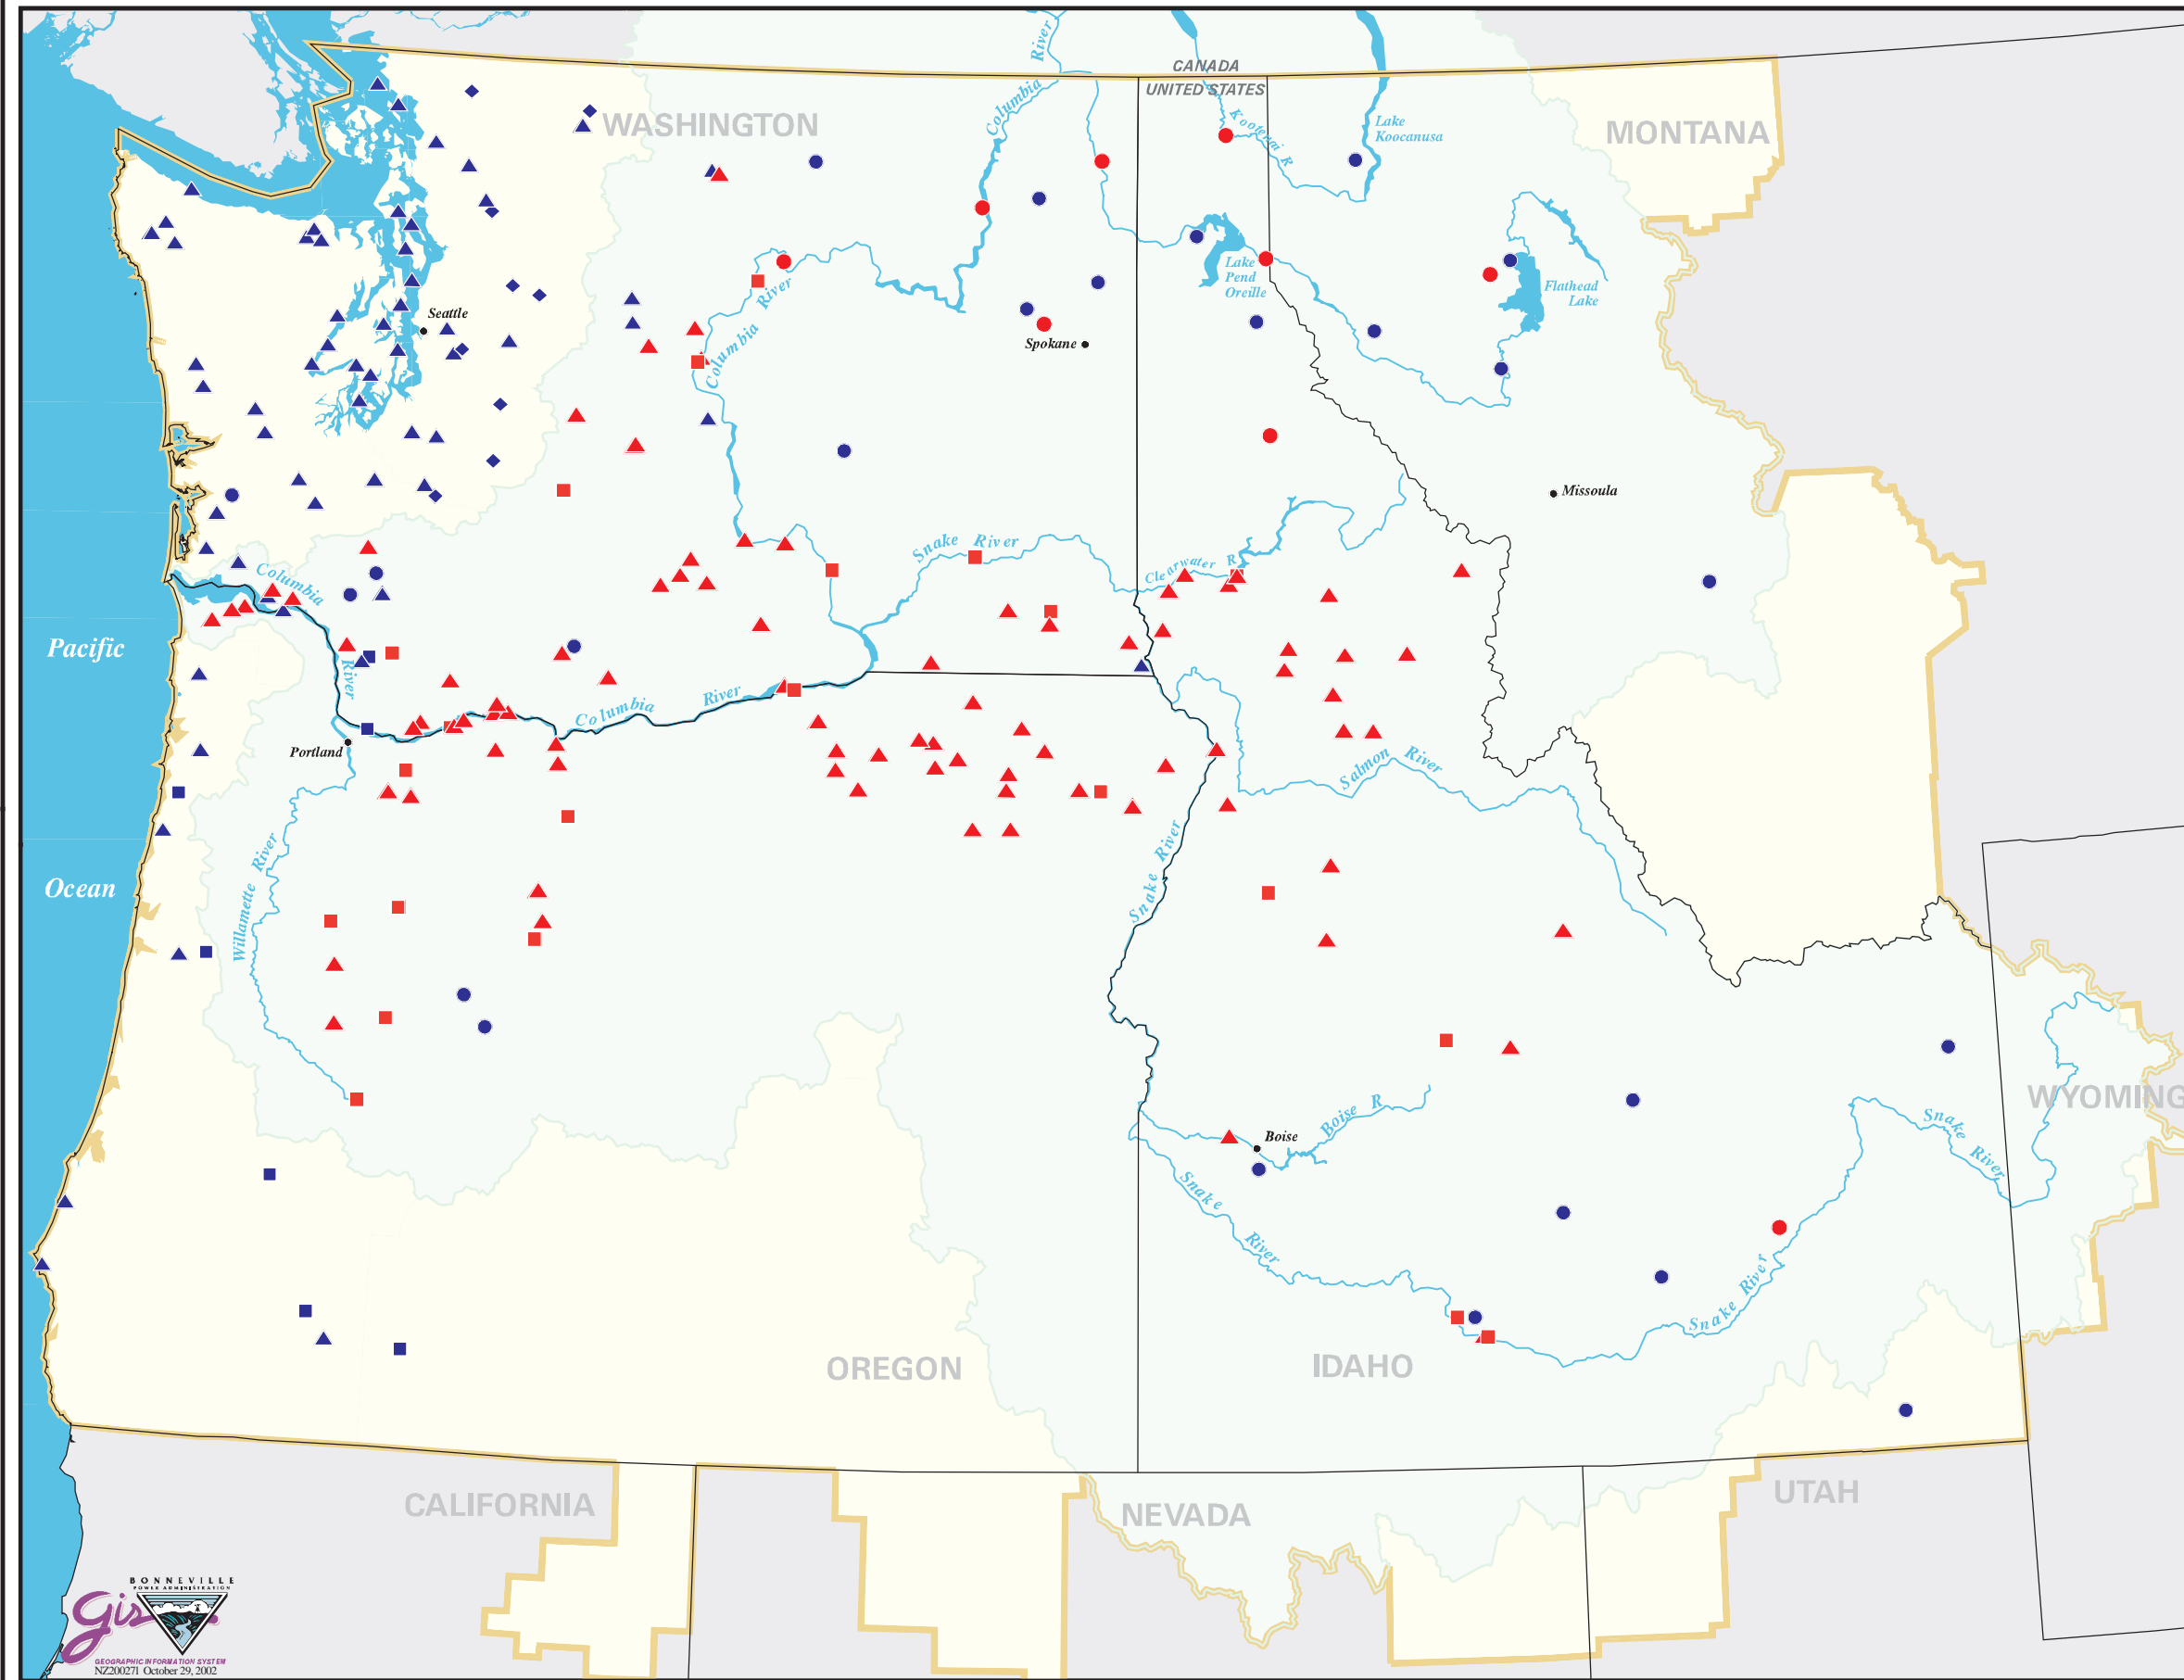 CANADA
UNITED STATES
WASHINGTON
MONTANA
Columbia
River
Kootenai R
Lake
Koocanusa
Lake
Pend
Oreille
Flathead
Lake
Seattle
Columbia
River
Spokane
Missoula
Snake River
Clearwater R
Columbia
River
Pacific
Columbia
River
Portland
Salmon
River
Willamette River
Snake River
Ocean
WYOMING
Boise
Boise R
Snake
River
Snake
River
Snake River
OREGON
IDAHO
CALIFORNIA
NEVADA
UTAH
BONNEVILLE
POWER ADMINISTRATION
Gis
GEOGRAPHIC INFORMATION SYSTEM
NZ200271 October 29, 2002